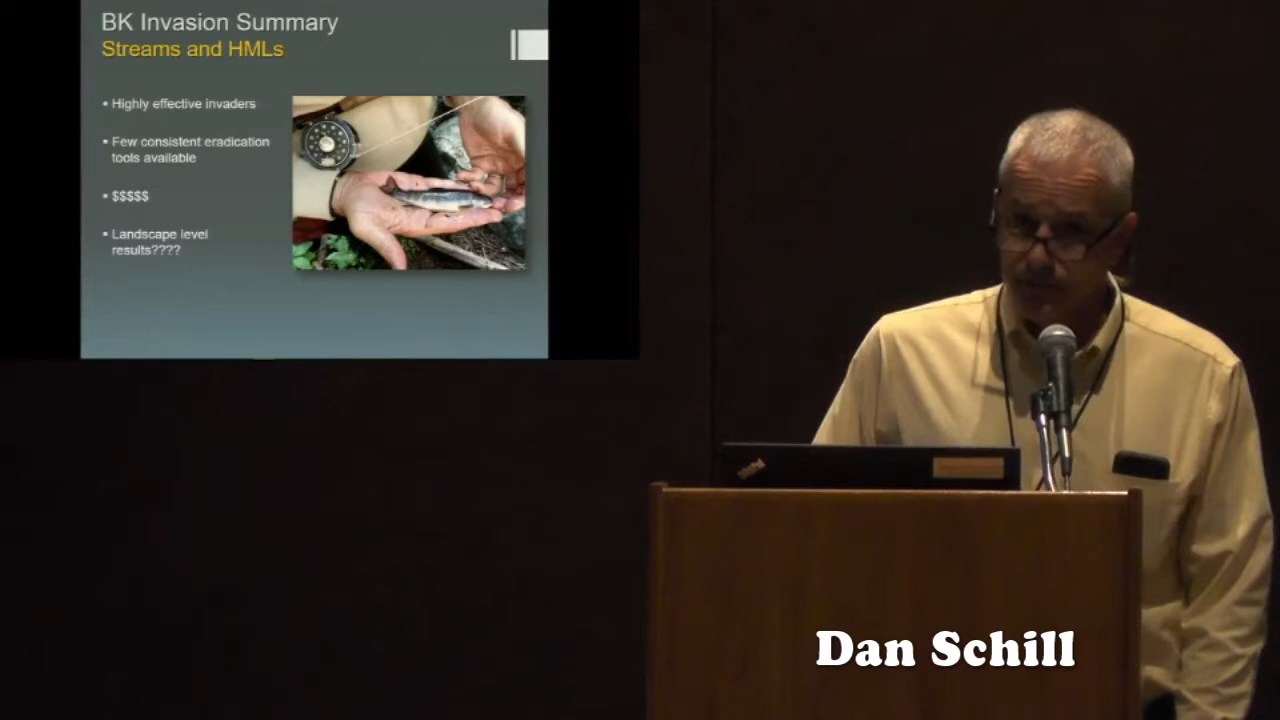 BK Invasion Summary
Streams and HMLs
▪ Highly effective invaders
▪ Few consistent eradication
tools available
▪ $$$$$
▪ Landscape level
results????
Dan Schill